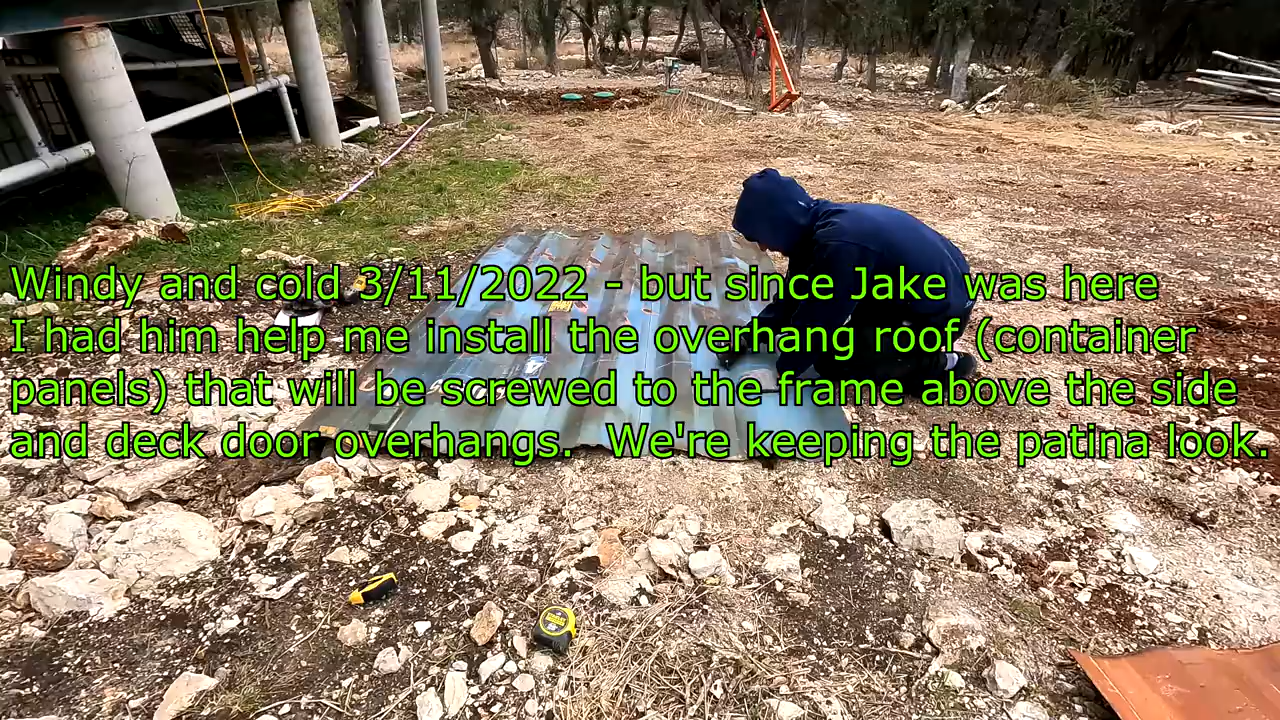 Windy and cold 3/11/2022 - but since Jake was here
I had him help me install the overhang roof (container
panels) that will be screwed to the frame above the side
and deck door overhangs.  We're keeping the patina look.